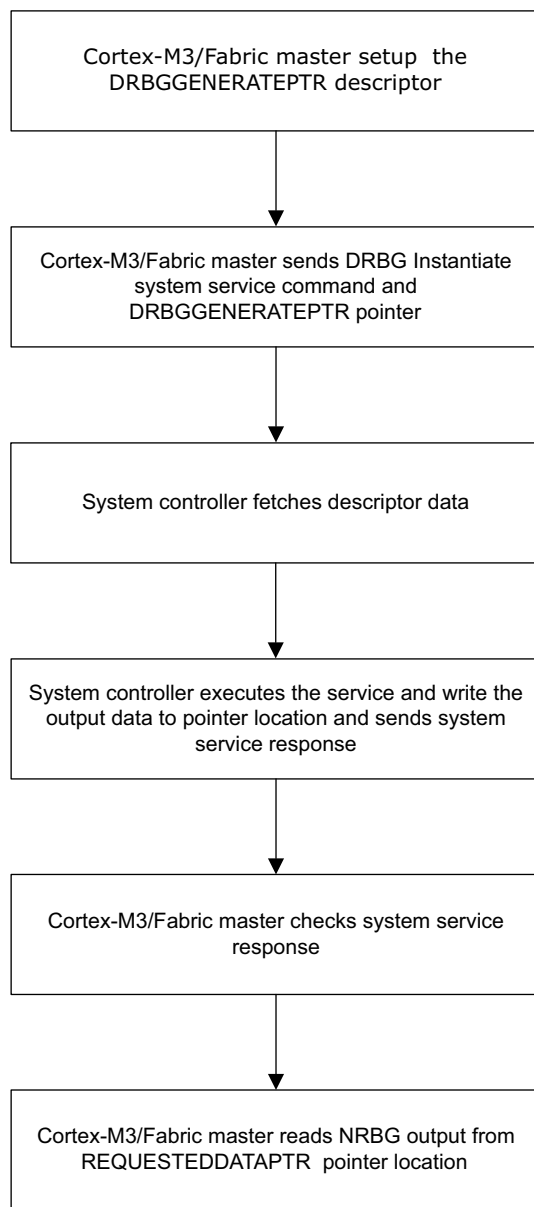 Cortex-M3/Fabric master setup the
DRBGGENERATEPTR descriptor
Cortex-M3/Fabric master sends DRBG Instantiate
system service command and
DRBGGENERATEPTR pointer
System controller fetches descriptor data
System controller executes the service and write the
output data to pointer location and sends system
service response
Cortex-M3/Fabric master checks system service
response
Cortex-M3/Fabric master reads NRBG output from
REQUESTEDDATAPTR pointer location